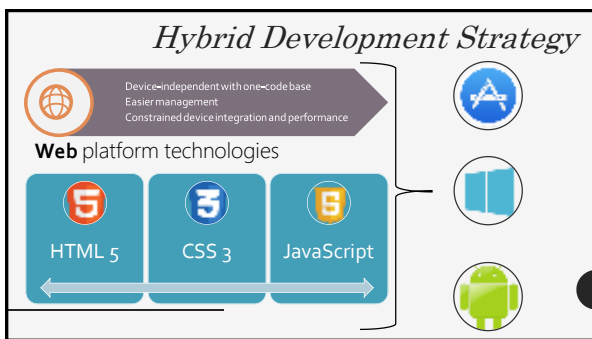 Hybrid Development Strategy
Device-independent with one-code base
Easier management
Constrained device integration and performance
Web platform technologies
HTML 5
CSS 3
JavaScript